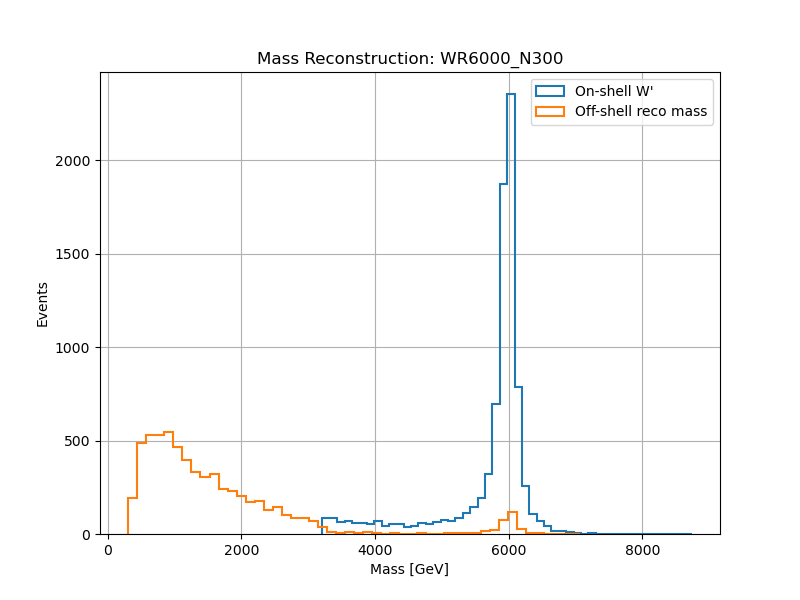 Mass Reconstruction: WR6000_N300
On-shell W'
Off-shell reco mass
2000
1500
1000
500
0
Events
0 2000 4000 6000 8000
Mass [GeV]